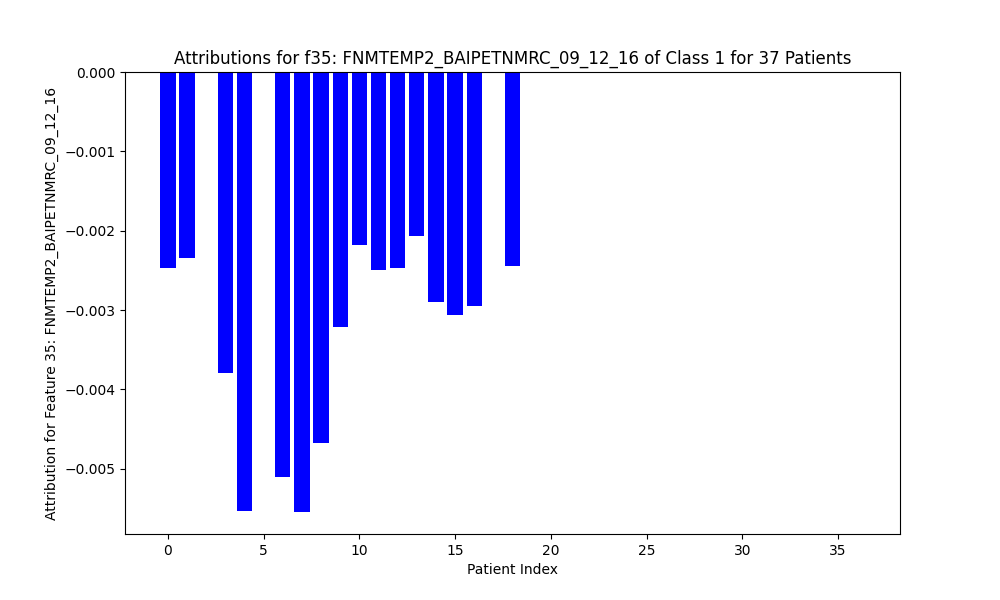 Attributions for f35: FNMTEMP2_BAIPETNMRC_09_12_16 of Class 1 for 37 Patients
Attribution for Feature 35: FNMTEMP2_BAIPETNMRC_09_12_16
0.000
−0.001
−0.002
−0.003
−0.004
−0.005
0 5 10 15 20 25 30 35
Patient Index